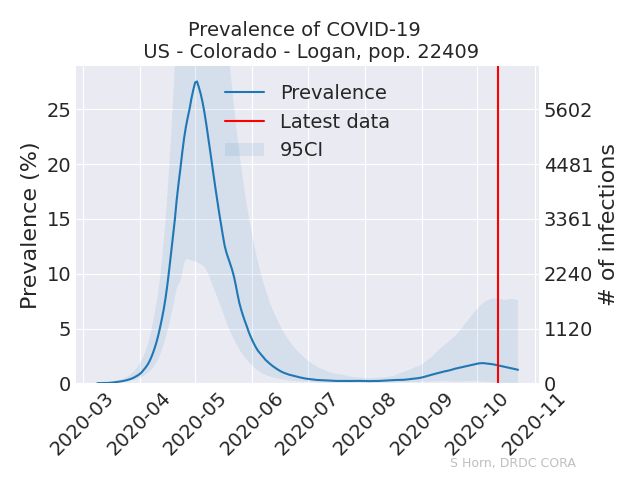 Prevalence of COVID-19
US - Colorado - Logan, pop. 22409
Prevalence
Latest data
95CI
Prevalence (%)
25
20
15
10
5
0
5602
4481
3361
2240
1120
0
# of infections
2020-03
2020-04
2020-05
2020-06
2020-07
2020-08
2020-09
2020-10
2020-11
S Horn, DRDC CORA